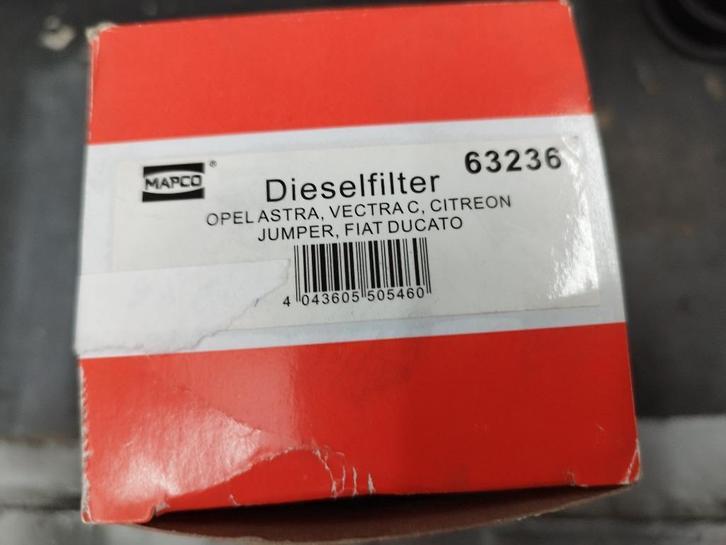 MAPCO ®
Dieselfilter 63236
OPEL ASTRA, VECTRA C, CITREON
JUMPER, FIAT DUCATO
4 043605 505460